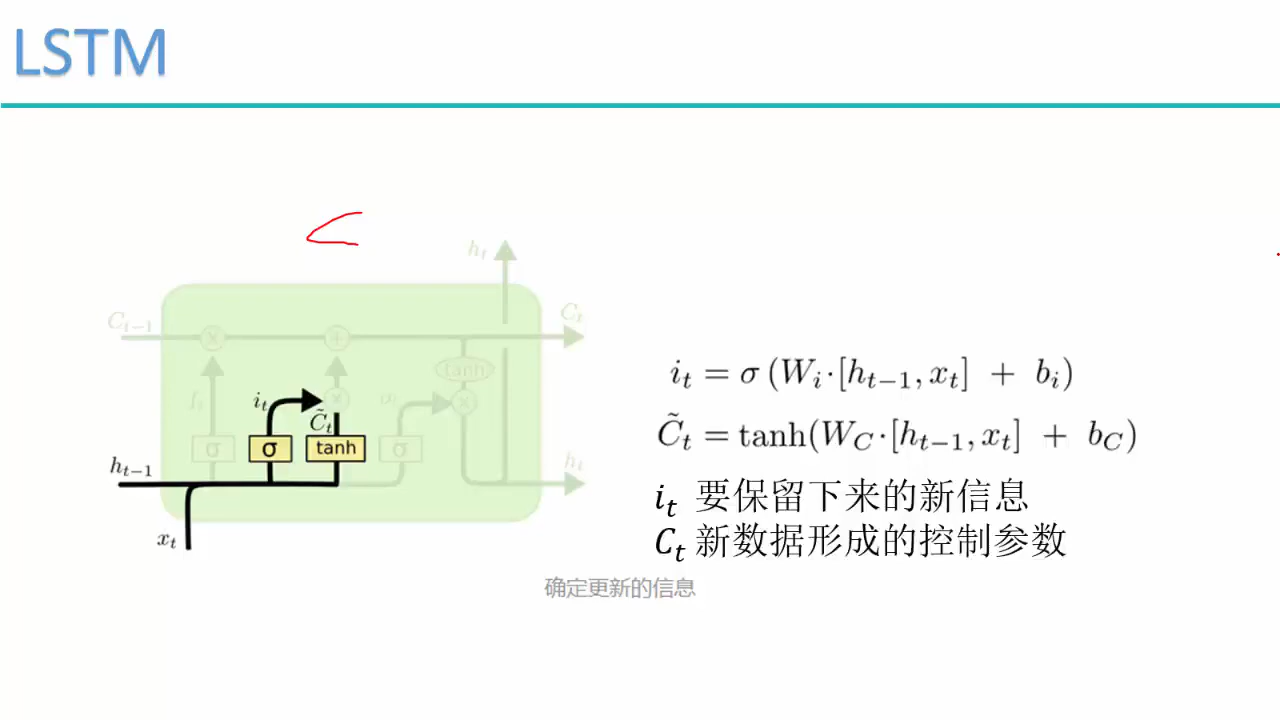 LSTM
h_t
C_{t-1}
C_t
tanh
f_t
i_t
C̃_t
o_t
σ σ tanh σ
h_{t-1}
h_t
x_t
i_t = σ(W_i·[h_{t-1}, x_t] + b_i)
C̃_t = tanh(W_C·[h_{t-1}, x_t] + b_C)
i_t 要保留下来的新信息
C_t 新数据形成的控制参数
确定更新的信息